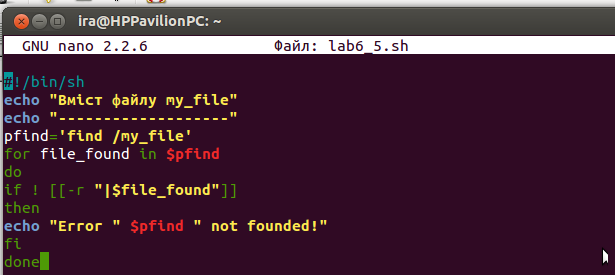 ira@HPPavilionPC: ~
GNU nano 2.2.6 Файл: lab6_5.sh
#!/bin/sh
echo "Вміст файлу my_file"
echo "-------------------"
pfind='find /my_file'
for file_found in $pfind
do
if ! [[-r "|$file_found"]]
then
echo "Error " $pfind " not founded!"
fi
done